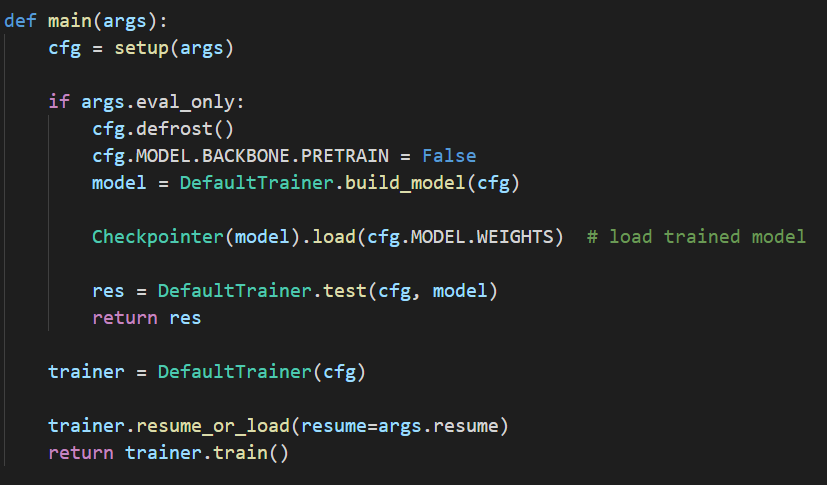 def main(args):
    cfg = setup(args)

    if args.eval_only:
        cfg.defrost()
        cfg.MODEL.BACKBONE.PRETRAIN = False
        model = DefaultTrainer.build_model(cfg)

        Checkpointer(model).load(cfg.MODEL.WEIGHTS)  # load trained model

        res = DefaultTrainer.test(cfg, model)
        return res

    trainer = DefaultTrainer(cfg)

    trainer.resume_or_load(resume=args.resume)
    return trainer.train()